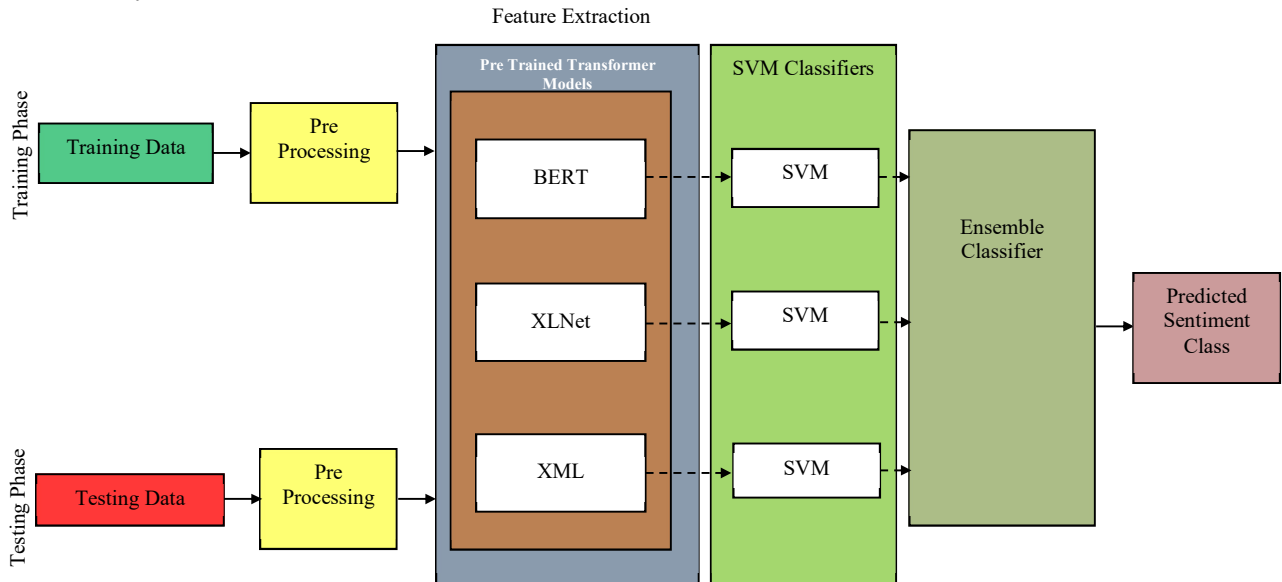 Feature Extraction
Pre Trained Transformer
Models
SVM Classifiers
Training Phase
Training Data
Pre
Processing
BERT
SVM
Ensemble
Classifier
XLNet
SVM
Predicted
Sentiment
Class
XML
SVM
Testing Phase
Testing Data
Pre
Processing